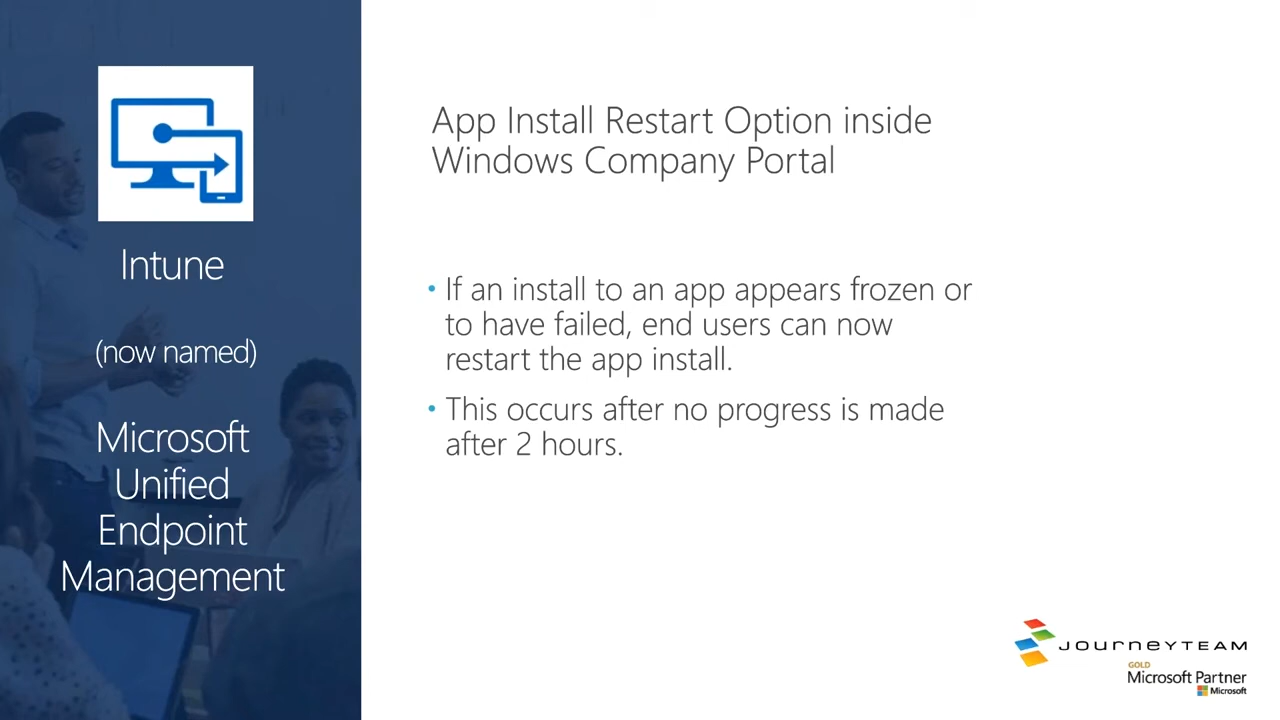 Intune
(now named)
Microsoft
Unified
Endpoint
Management
App Install Restart Option inside
Windows Company Portal
• If an install to an app appears frozen or
to have failed, end users can now
restart the app install.
• This occurs after no progress is made
after 2 hours.
JOURNEYTEAM
GOLD
Microsoft Partner
Microsoft